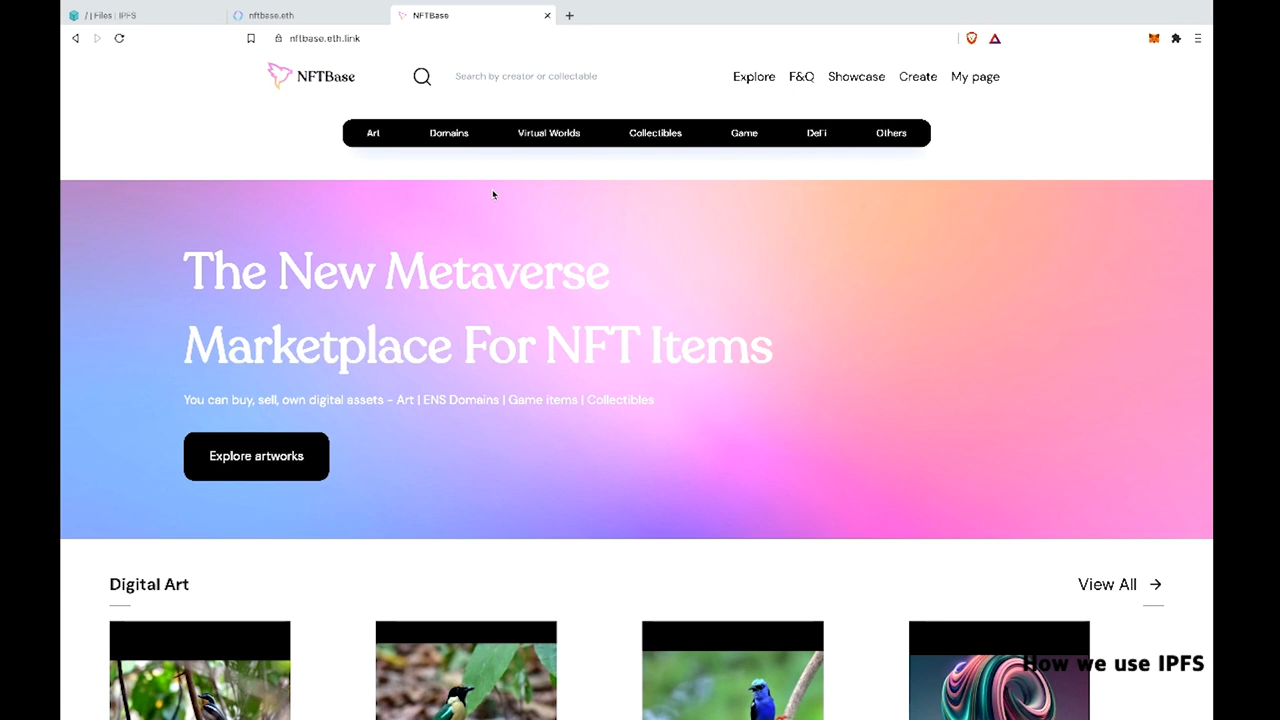 / | Files | IPFS
nftbase.eth
NFTBase
nftbase.eth.link
NFTBase
Search by creator or collectable
Explore F&Q Showcase Create My page
Art Domains Virtual Worlds Collectibles Game DeFi Others
The New Metaverse
Marketplace For NFT Items
You can buy, sell, own digital assets - Art | ENS Domains | Game items | Collectibles
Explore artworks
Digital Art
View All
How we use IPFS